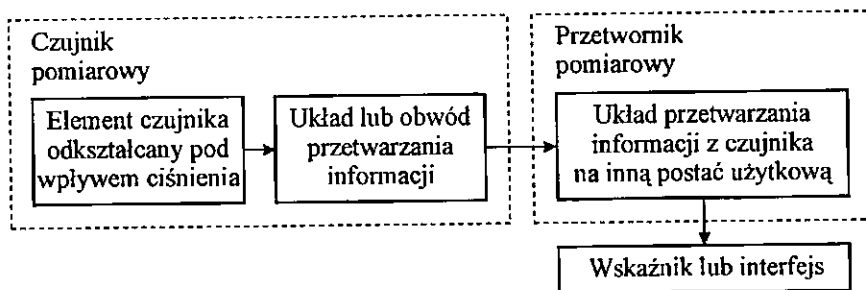 Czujnik
pomiarowy
Element czujnika
odkształcany pod
wpływem ciśnienia
Układ lub obwód
przetwarzania
informacji
Przetwornik
pomiarowy
Układ przetwarzania
informacji z czujnika
na inną postać użytkową
Wskaźnik lub interfejs